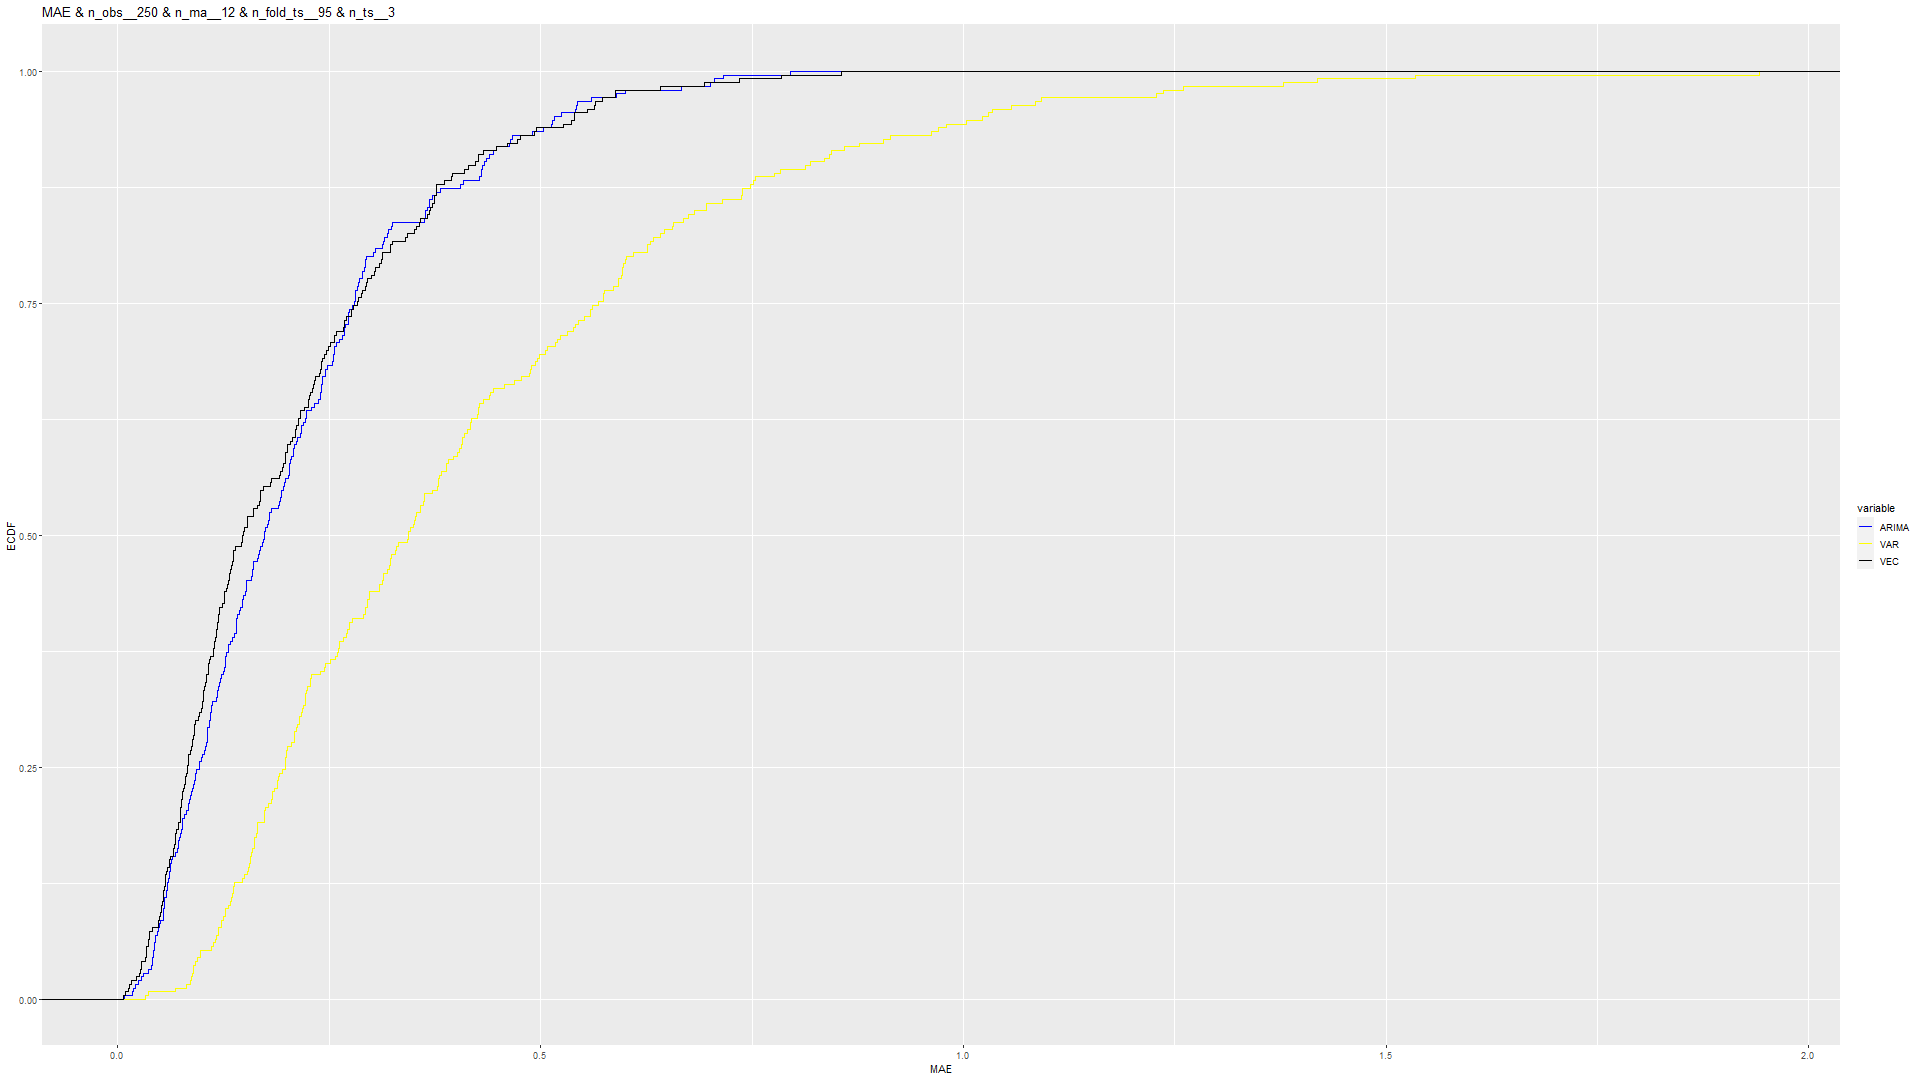 MAE & n_obs__250 & n_ma__12 & n_fold_ts__95 & n_ts__3
1.00
0.75
0.50
0.25
0.00
ECDF
0.0 0.5 1.0 1.5 2.0
MAE
variable
ARIMA
VAR
VEC